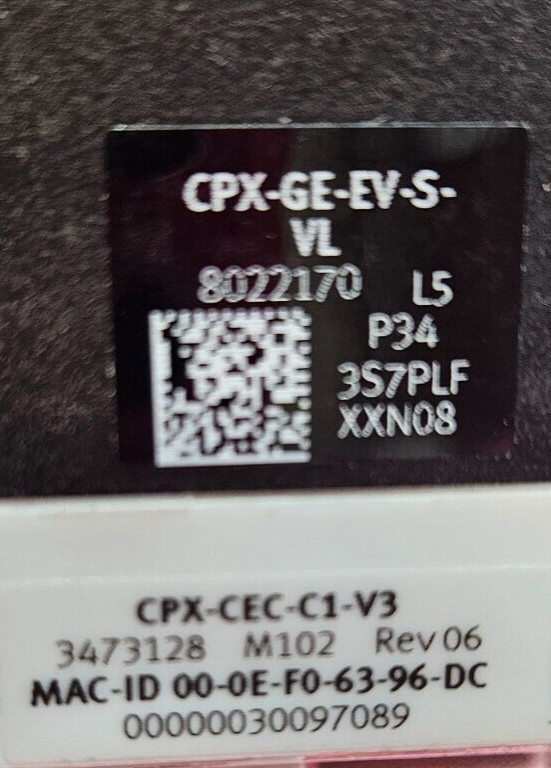 CPX-GE-EV-S-
VL
8022170 L5
P34
3S7PLF
XXN08
CPX-CEC-C1-V3
3473128 M102 Rev 06
MAC-ID 00-0E-F0-63-96-DC
00000030097089